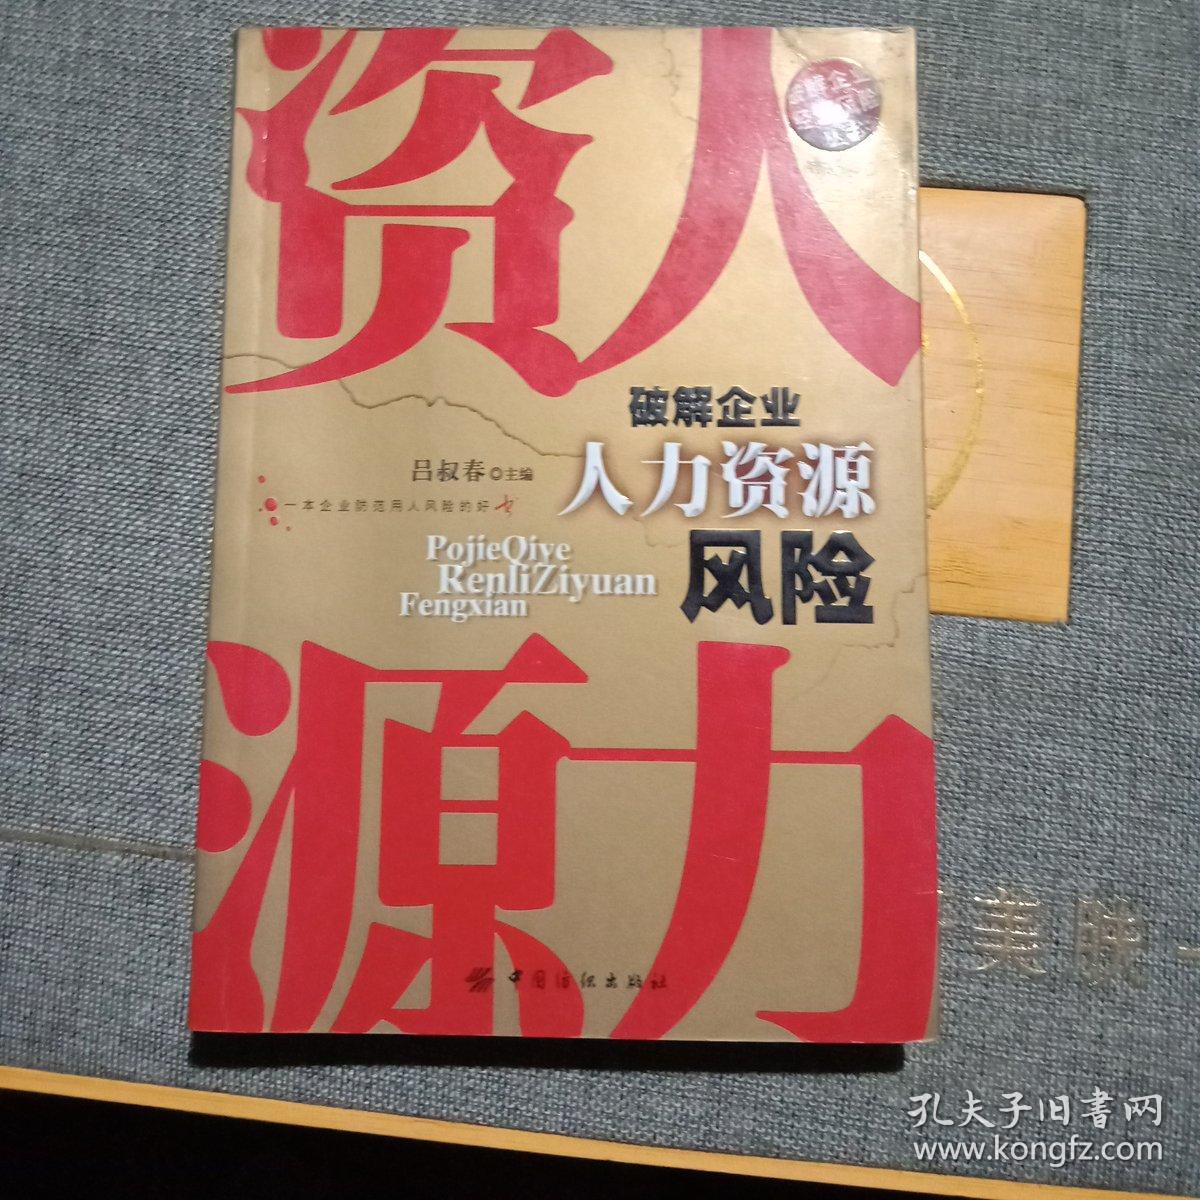 人力
资源
破解企业
人力资源
风险
吕叔春 主编
一本企业防范用人风险的好书
PojieQiye
RenliZiyuan
Fengxian
中国纺织出版社
美
孔夫子旧书网
www.kongfz.com